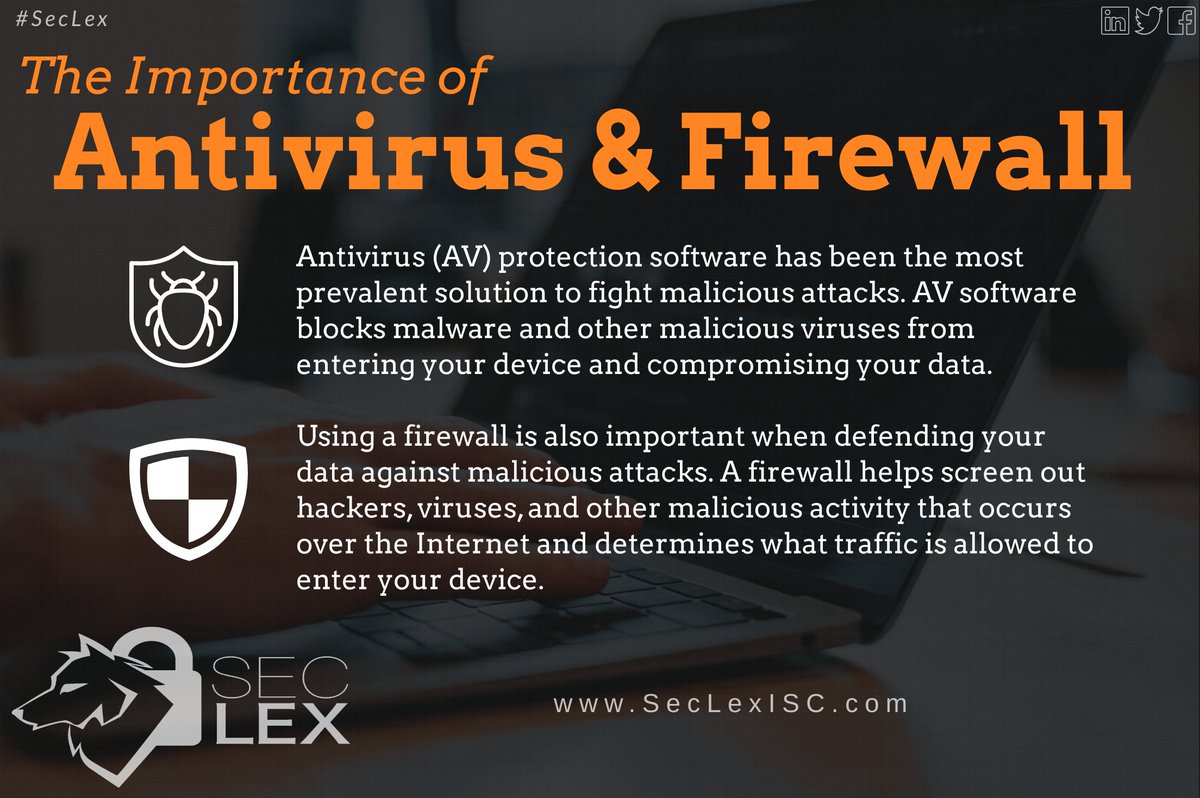 #SecLex
The Importance of
Antivirus & Firewall
Antivirus (AV) protection software has been the most
prevalent solution to fight malicious attacks. AV software
blocks malware and other malicious viruses from
entering your device and compromising your data.
Using a firewall is also important when defending your
data against malicious attacks. A firewall helps screen out
hackers, viruses, and other malicious activity that occurs
over the Internet and determines what traffic is allowed to
enter your device.
SEC
LEX
www.SecLexISC.com